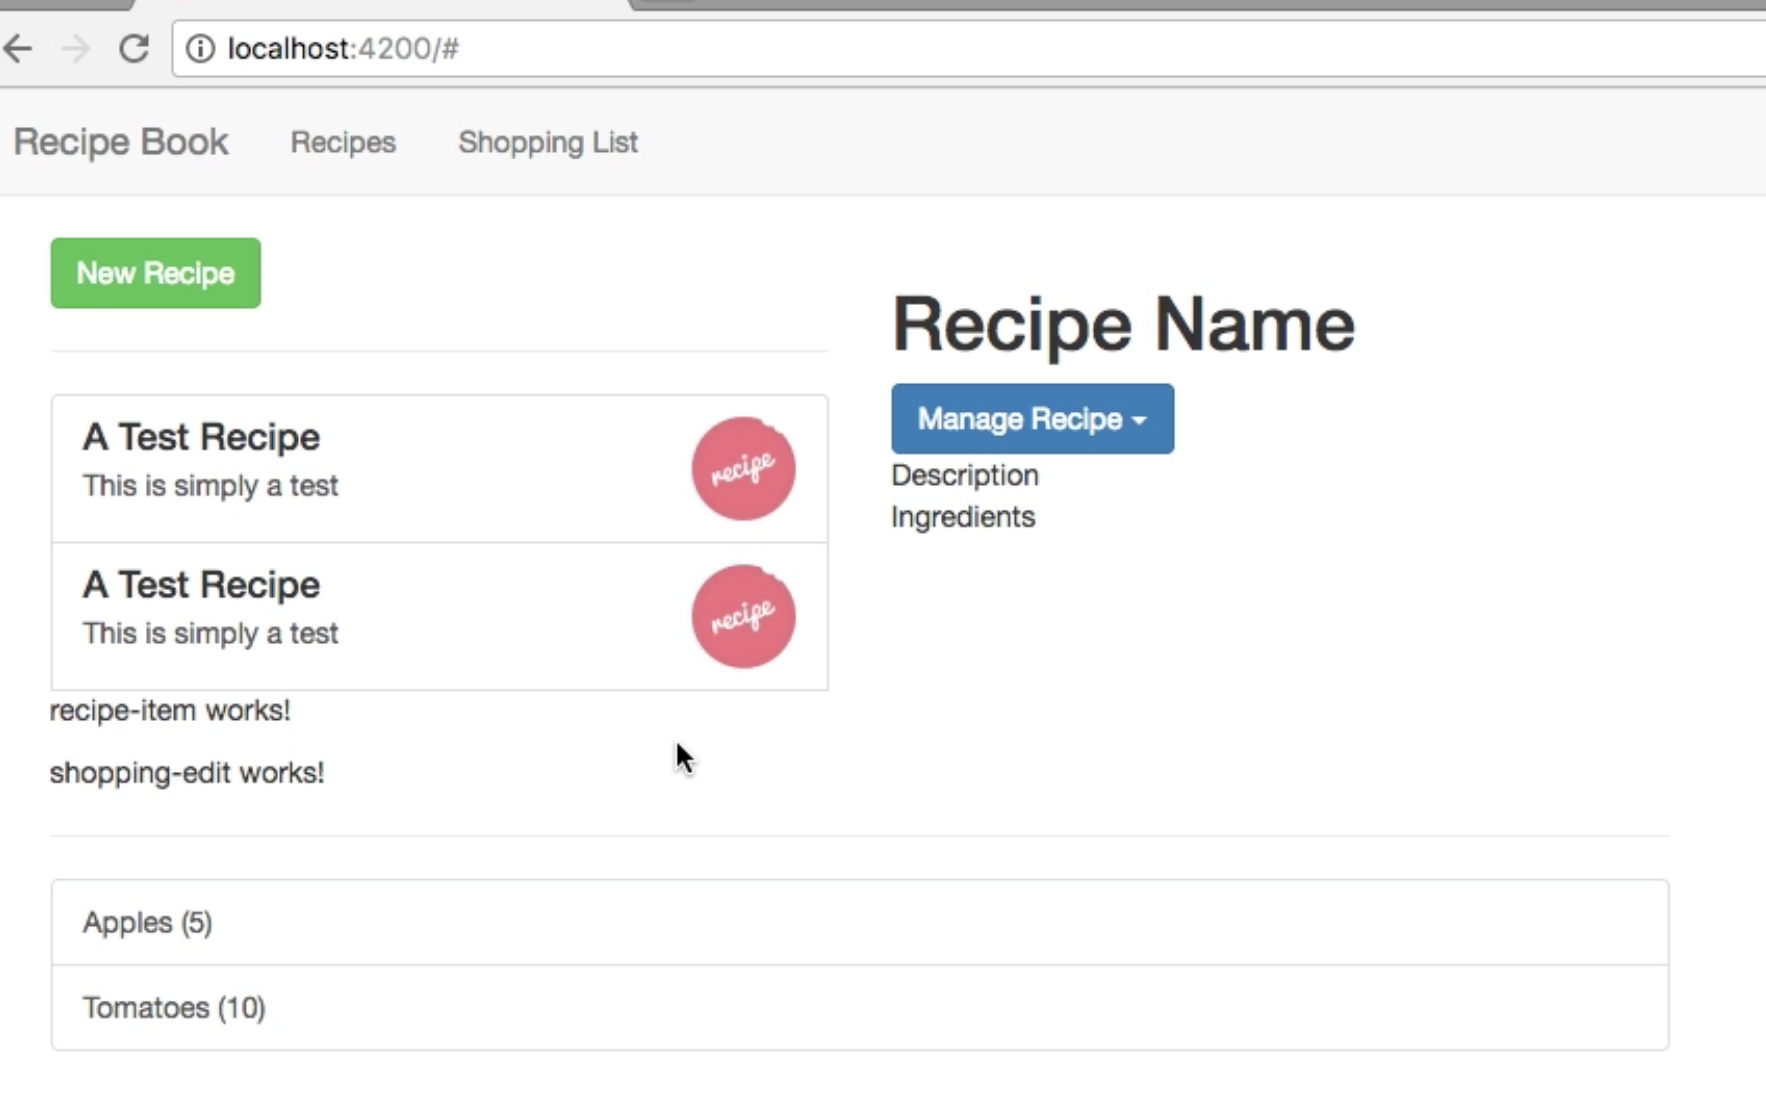 localhost:4200/#
Recipe Book Recipes Shopping List
New Recipe
A Test Recipe
This is simply a test
recipe
A Test Recipe
This is simply a test
recipe
recipe-item works!
Recipe Name
Manage Recipe
Description
Ingredients
shopping-edit works!
Apples (5)
Tomatoes (10)